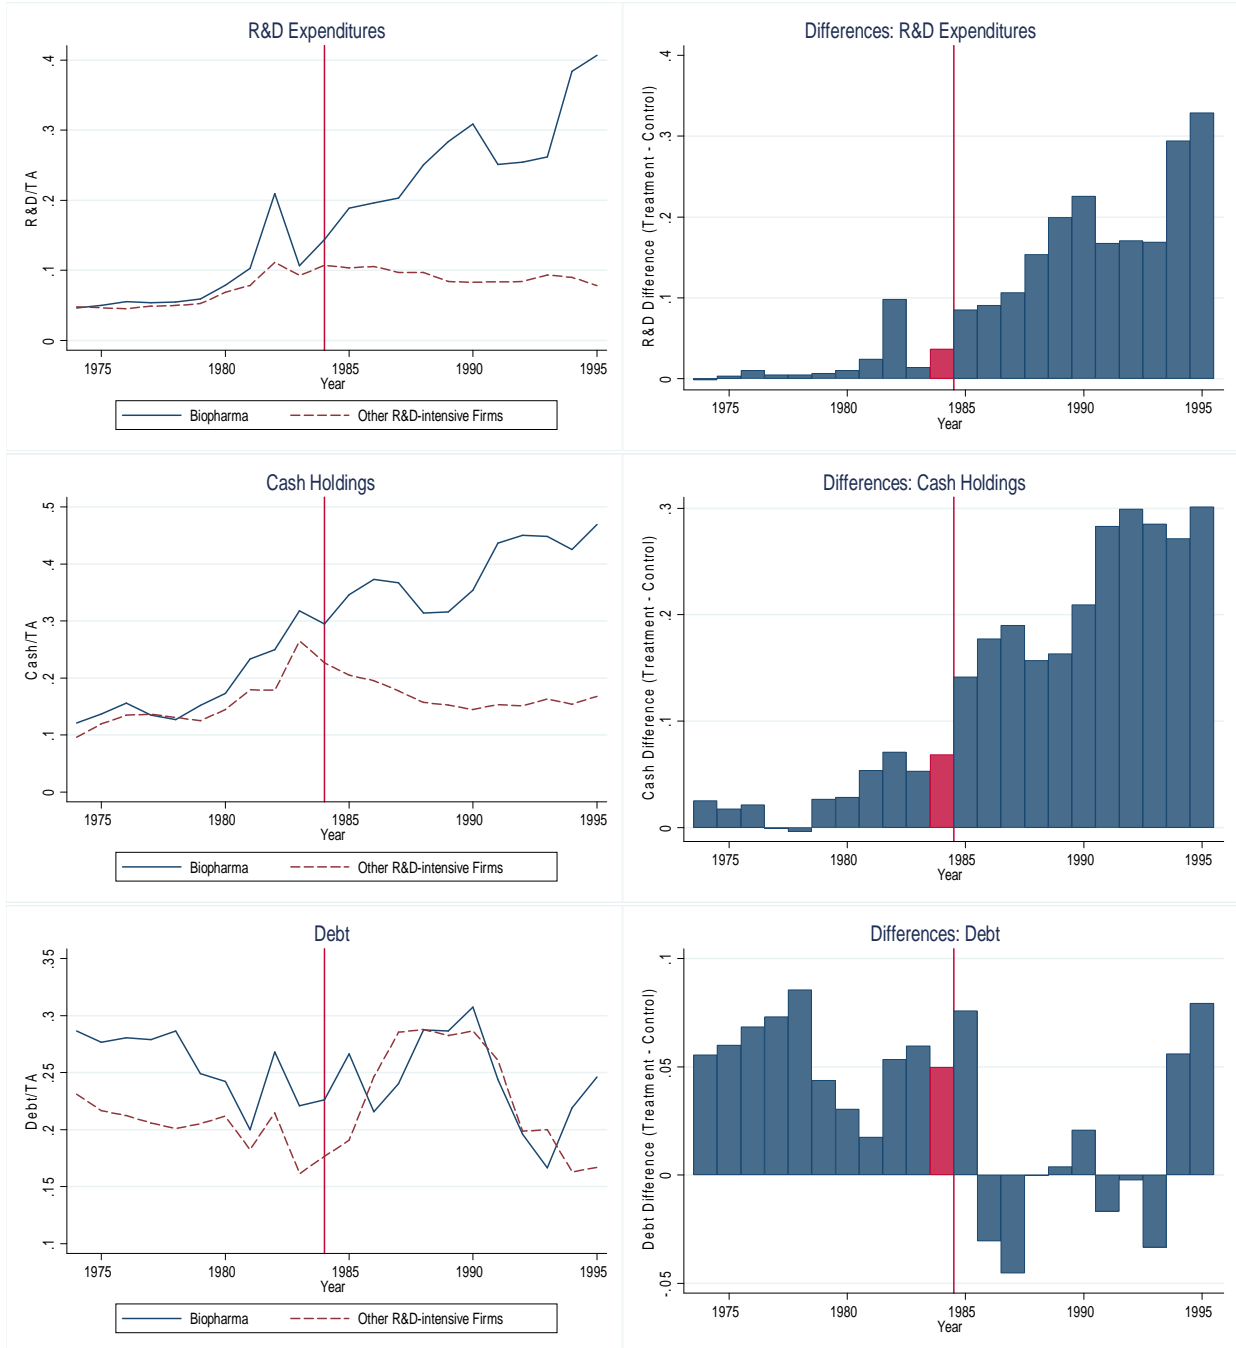 R&D Expenditures
R&D/TA
.4
.3
.2
.1
0
1975 1980 1985 1990 1995
Year
Biopharma Other R&D-intensive Firms
Differences: R&D Expenditures
R&D Difference (Treatment - Control)
.4
.3
.2
.1
0
1975 1980 1985 1990 1995
Year
Cash Holdings
Cash/TA
.5
.4
.3
.2
.1
0
1975 1980 1985 1990 1995
Year
Biopharma Other R&D-intensive Firms
Differences: Cash Holdings
Cash Difference (Treatment - Control)
.3
.2
.1
0
1975 1980 1985 1990 1995
Year
Debt
Debt/TA
.35
.3
.25
.2
.15
.1
1975 1980 1985 1990 1995
Year
Biopharma Other R&D-intensive Firms
Differences: Debt
Debt Difference (Treatment - Control)
.1
.05
0
-.05
1975 1980 1985 1990 1995
Year